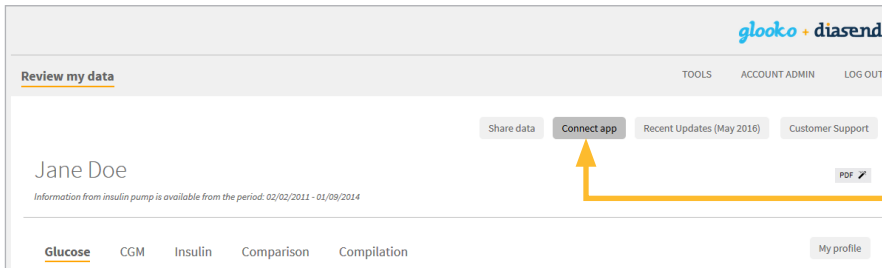 glooko + diasend
Review my data
TOOLS ACCOUNT ADMIN LOG OUT
Share data Connect app Recent Updates (May 2016) Customer Support
Jane Doe
PDF
Information from insulin pump is available from the period: 02/02/2011 - 01/09/2014
Glucose CGM Insulin Comparison Compilation
My profile